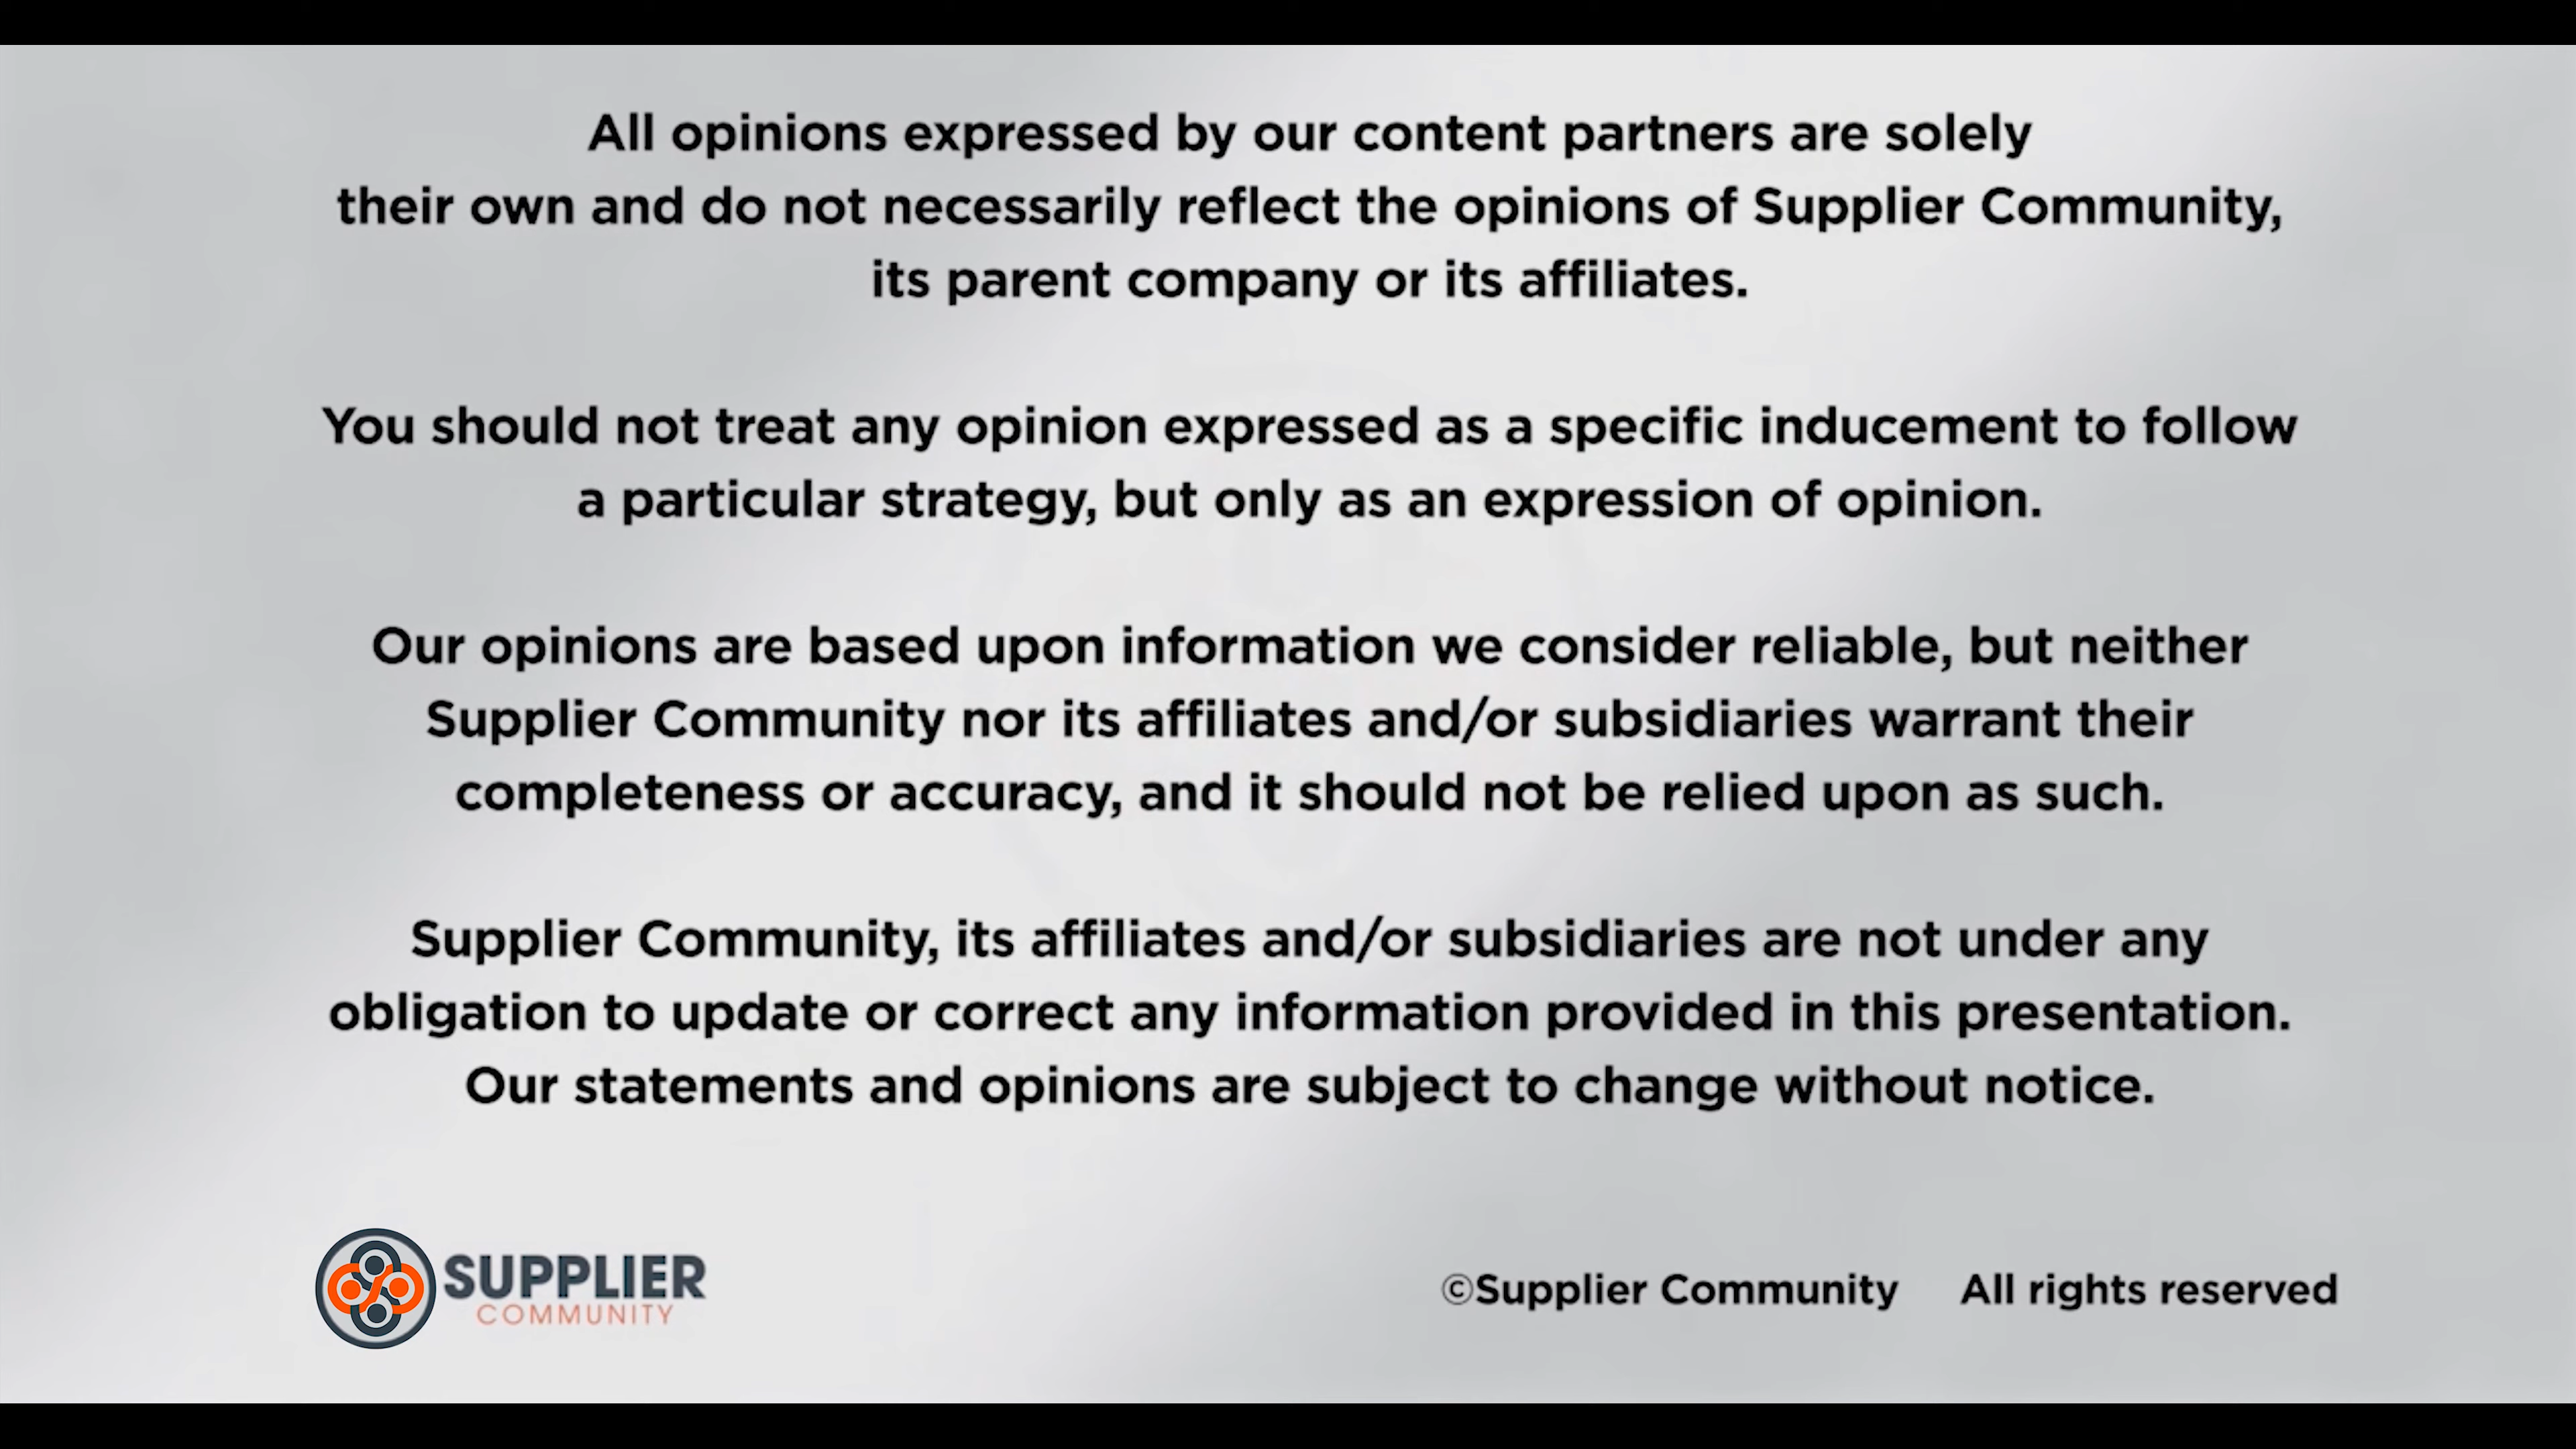 All opinions expressed by our content partners are solely
their own and do not necessarily reflect the opinions of Supplier Community,
its parent company or its affiliates.
You should not treat any opinion expressed as a specific inducement to follow
a particular strategy, but only as an expression of opinion.
Our opinions are based upon information we consider reliable, but neither
Supplier Community nor its affiliates and/or subsidiaries warrant their
completeness or accuracy, and it should not be relied upon as such.
Supplier Community, its affiliates and/or subsidiaries are not under any
obligation to update or correct any information provided in this presentation.
Our statements and opinions are subject to change without notice.
SUPPLIER
COMMUNITY
©Supplier Community All rights reserved